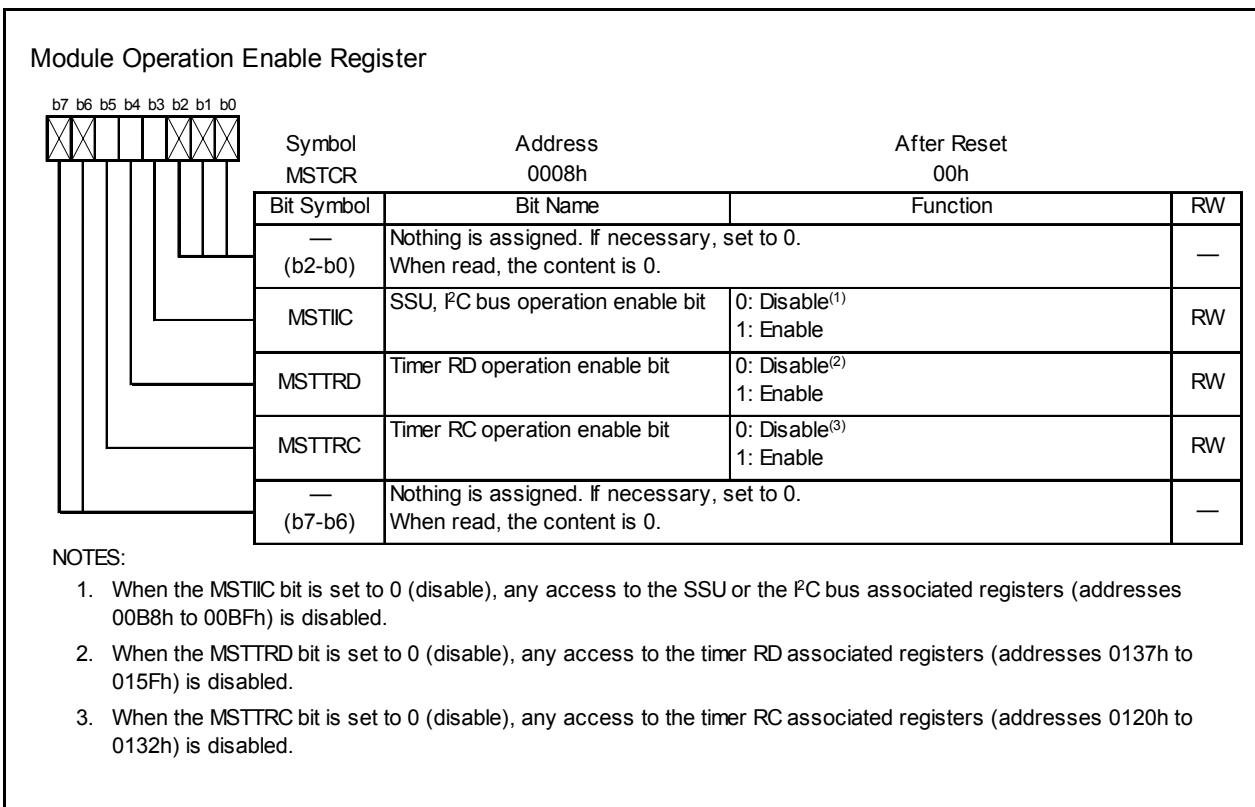 Module Operation Enable Register
b7 b6 b5 b4 b3 b2 b1 b0
Symbol Address After Reset
MSTCR 0008h 00h
Bit Symbol Bit Name Function RW
— (b2-b0) Nothing is assigned. If necessary, set to 0.
When read, the content is 0. —
MSTIIC SSU, I²C bus operation enable bit 0: Disable(1)
1: Enable RW
MSTTRD Timer RD operation enable bit 0: Disable(2)
1: Enable RW
MSTTRC Timer RC operation enable bit 0: Disable(3)
1: Enable RW
— (b7-b6) Nothing is assigned. If necessary, set to 0.
When read, the content is 0. —
NOTES:
1. When the MSTIIC bit is set to 0 (disable), any access to the SSU or the I²C bus associated registers (addresses
00B8h to 00BFh) is disabled.
2. When the MSTTRD bit is set to 0 (disable), any access to the timer RD associated registers (addresses 0137h to
015Fh) is disabled.
3. When the MSTTRC bit is set to 0 (disable), any access to the timer RC associated registers (addresses 0120h to
0132h) is disabled.